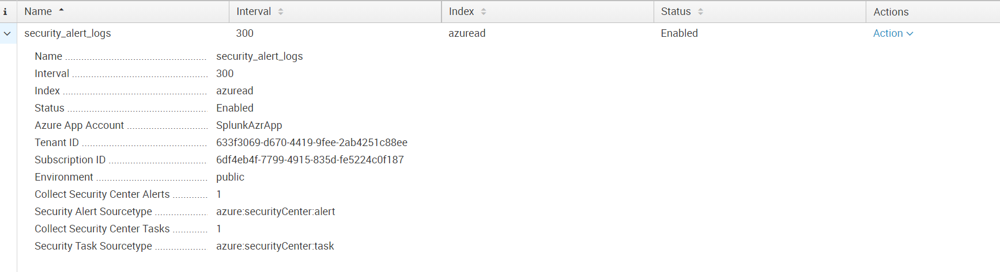 i Name Interval Index Status Actions
security_alert_logs 300 azuread Enabled Action
Name ........ security_alert_logs
Interval ........ 300
Index ........ azuread
Status ........ Enabled
Azure App Account ........ SplunkAzrApp
Tenant ID ........ 633f3069-d670-4419-9fee-2ab4251c88ee
Subscription ID ........ 6df4eb4f-7799-4915-835d-fe5224c0f187
Environment ........ public
Collect Security Center Alerts ........ 1
Security Alert Sourcetype ........ azure:securityCenter:alert
Collect Security Center Tasks ........ 1
Security Task Sourcetype ........ azure:securityCenter:task